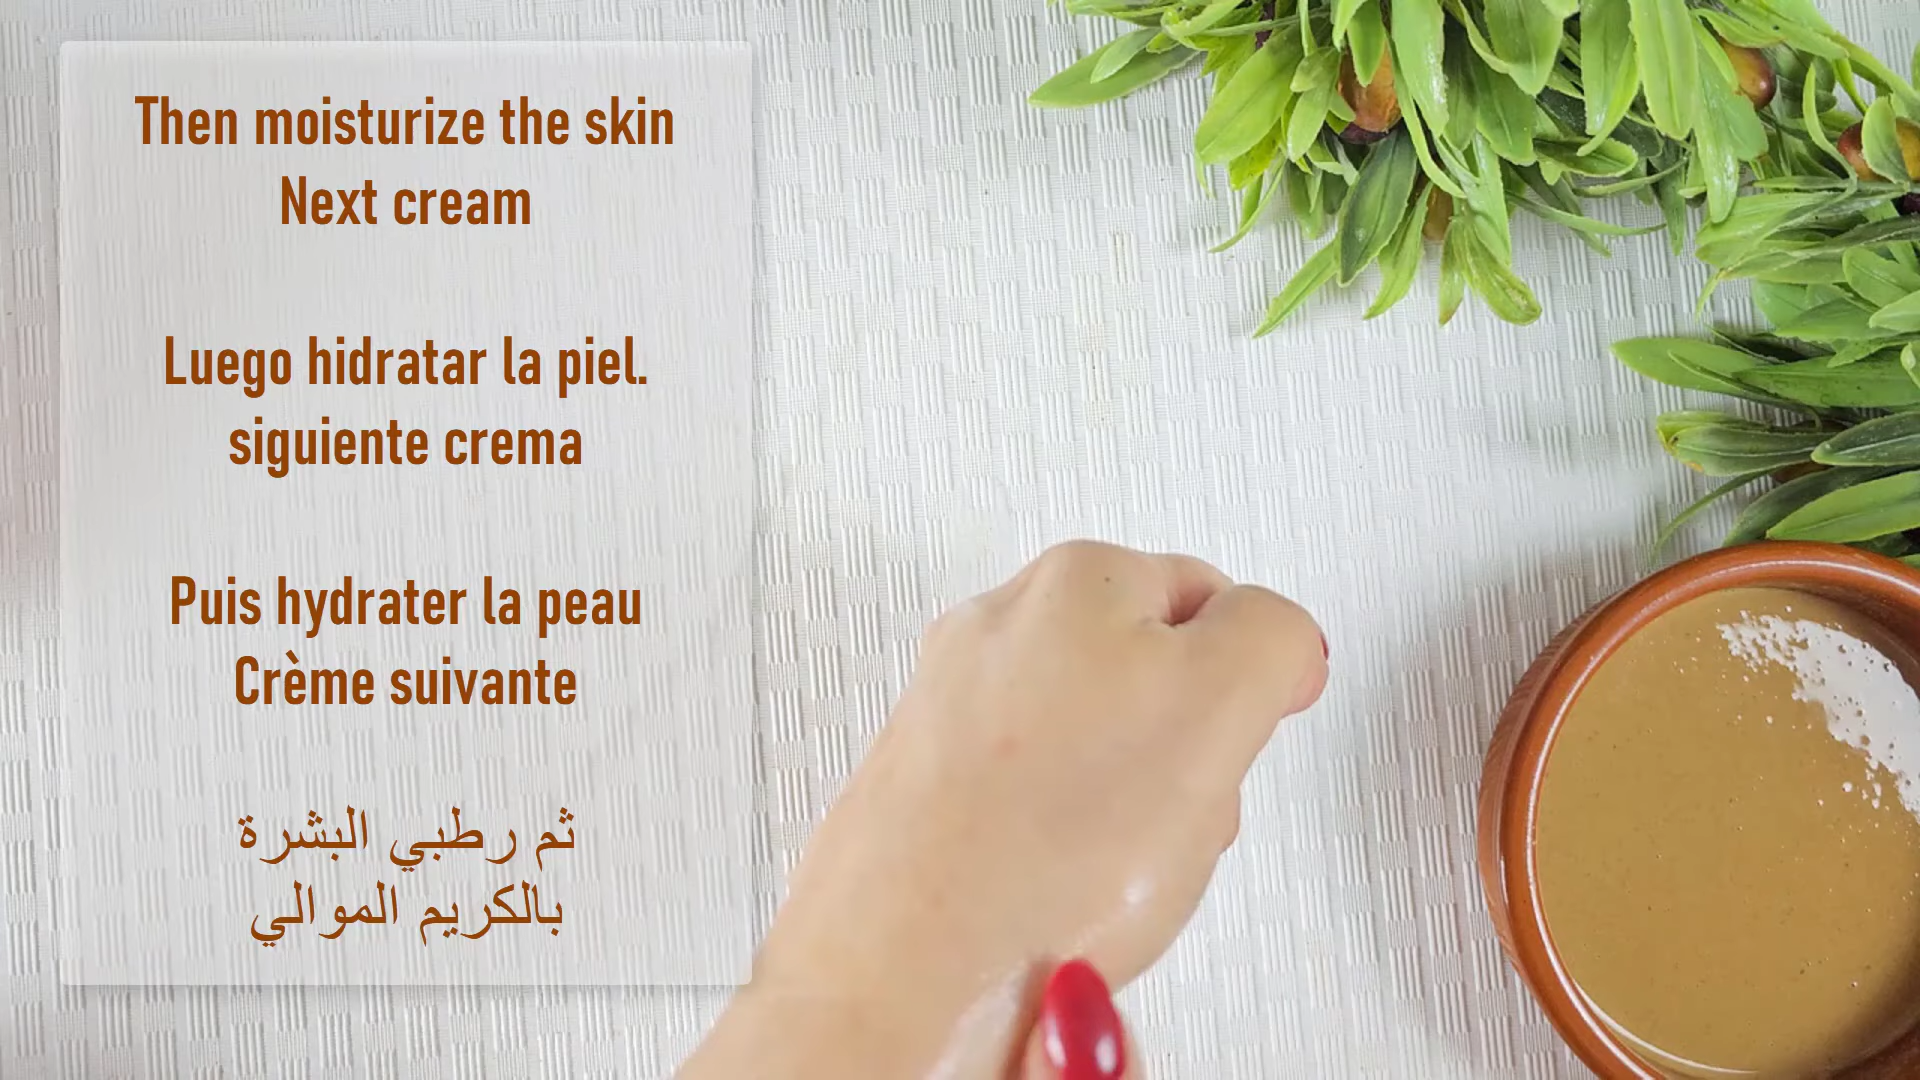 Then moisturize the skin
Next cream
Luego hidratar la piel.
siguiente crema
Puis hydrater la peau
Crème suivante
ثم رطبي البشرة
بالكريم الموالي